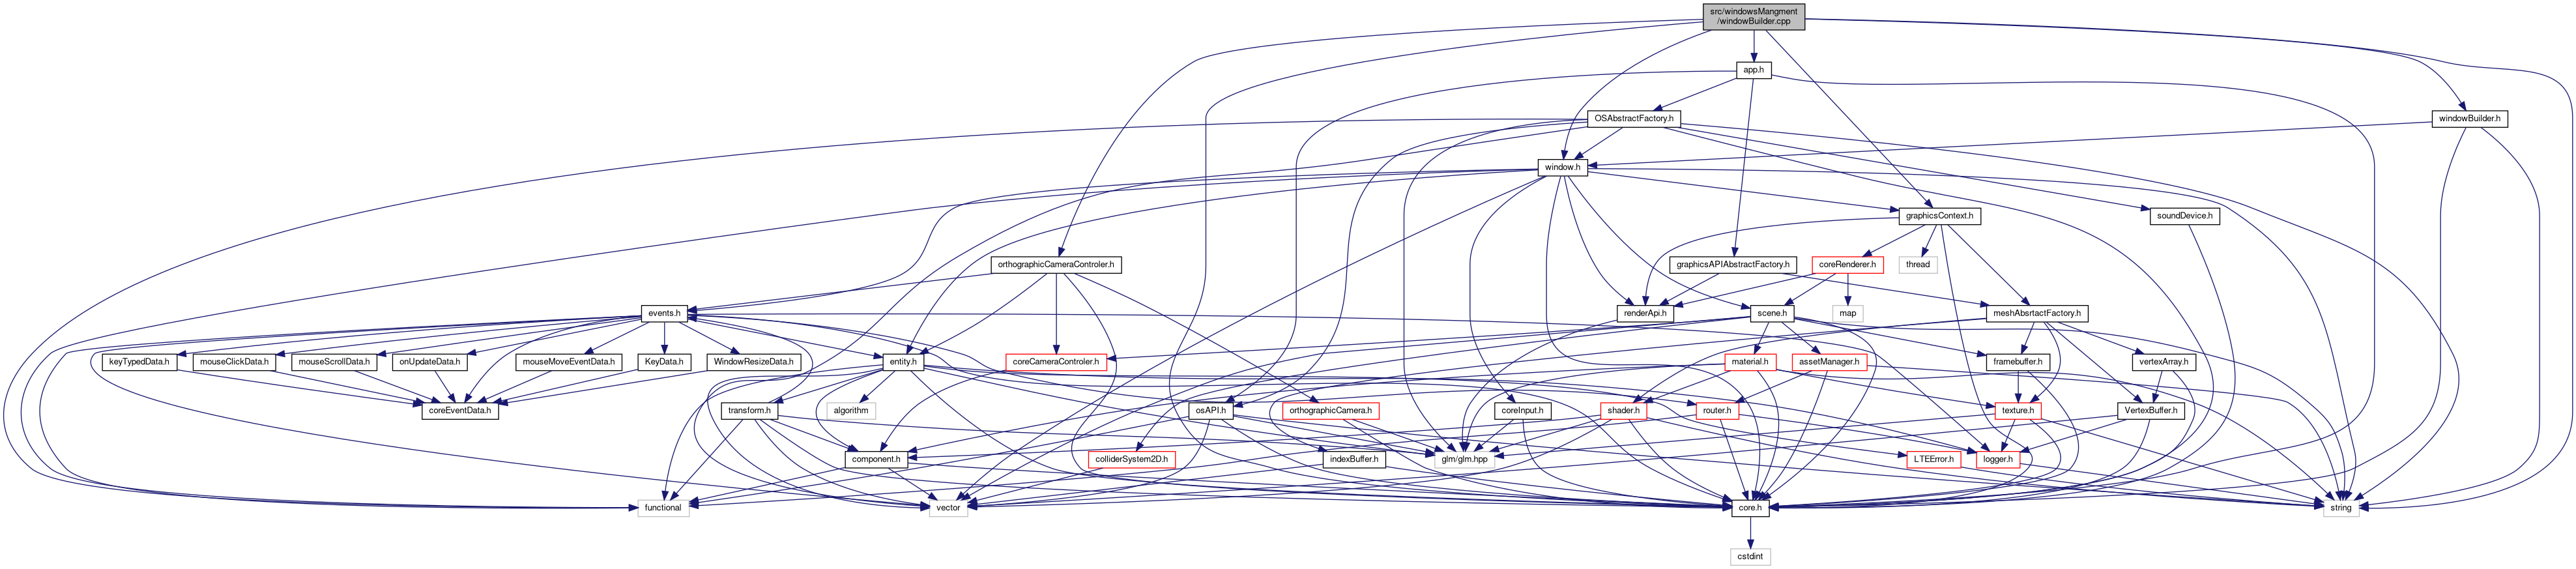 src/windowsMangment
/windowBuilder.cpp
app.h
OSAbstractFactory.h
windowBuilder.h
window.h
graphicsContext.h
soundDevice.h
orthographicCameraControler.h
graphicsAPIAbstractFactory.h
coreRenderer.h
thread
events.h
renderApi.h
map
scene.h
meshAbsrtactFactory.h
keyTypedData.h
mouseClickData.h
mouseScrollData.h
onUpdateData.h
mouseMoveEventData.h
KeyData.h
WindowResizeData.h
entity.h
coreCameraControler.h
material.h
assetManager.h
framebuffer.h
vertexArray.h
coreEventData.h
transform.h
algorithm
osAPI.h
orthographicCamera.h
coreInput.h
shader.h
router.h
texture.h
VertexBuffer.h
component.h
colliderSystem2D.h
indexBuffer.h
glm/glm.hpp
LTEError.h
logger.h
functional
vector
core.h
string
cstdint